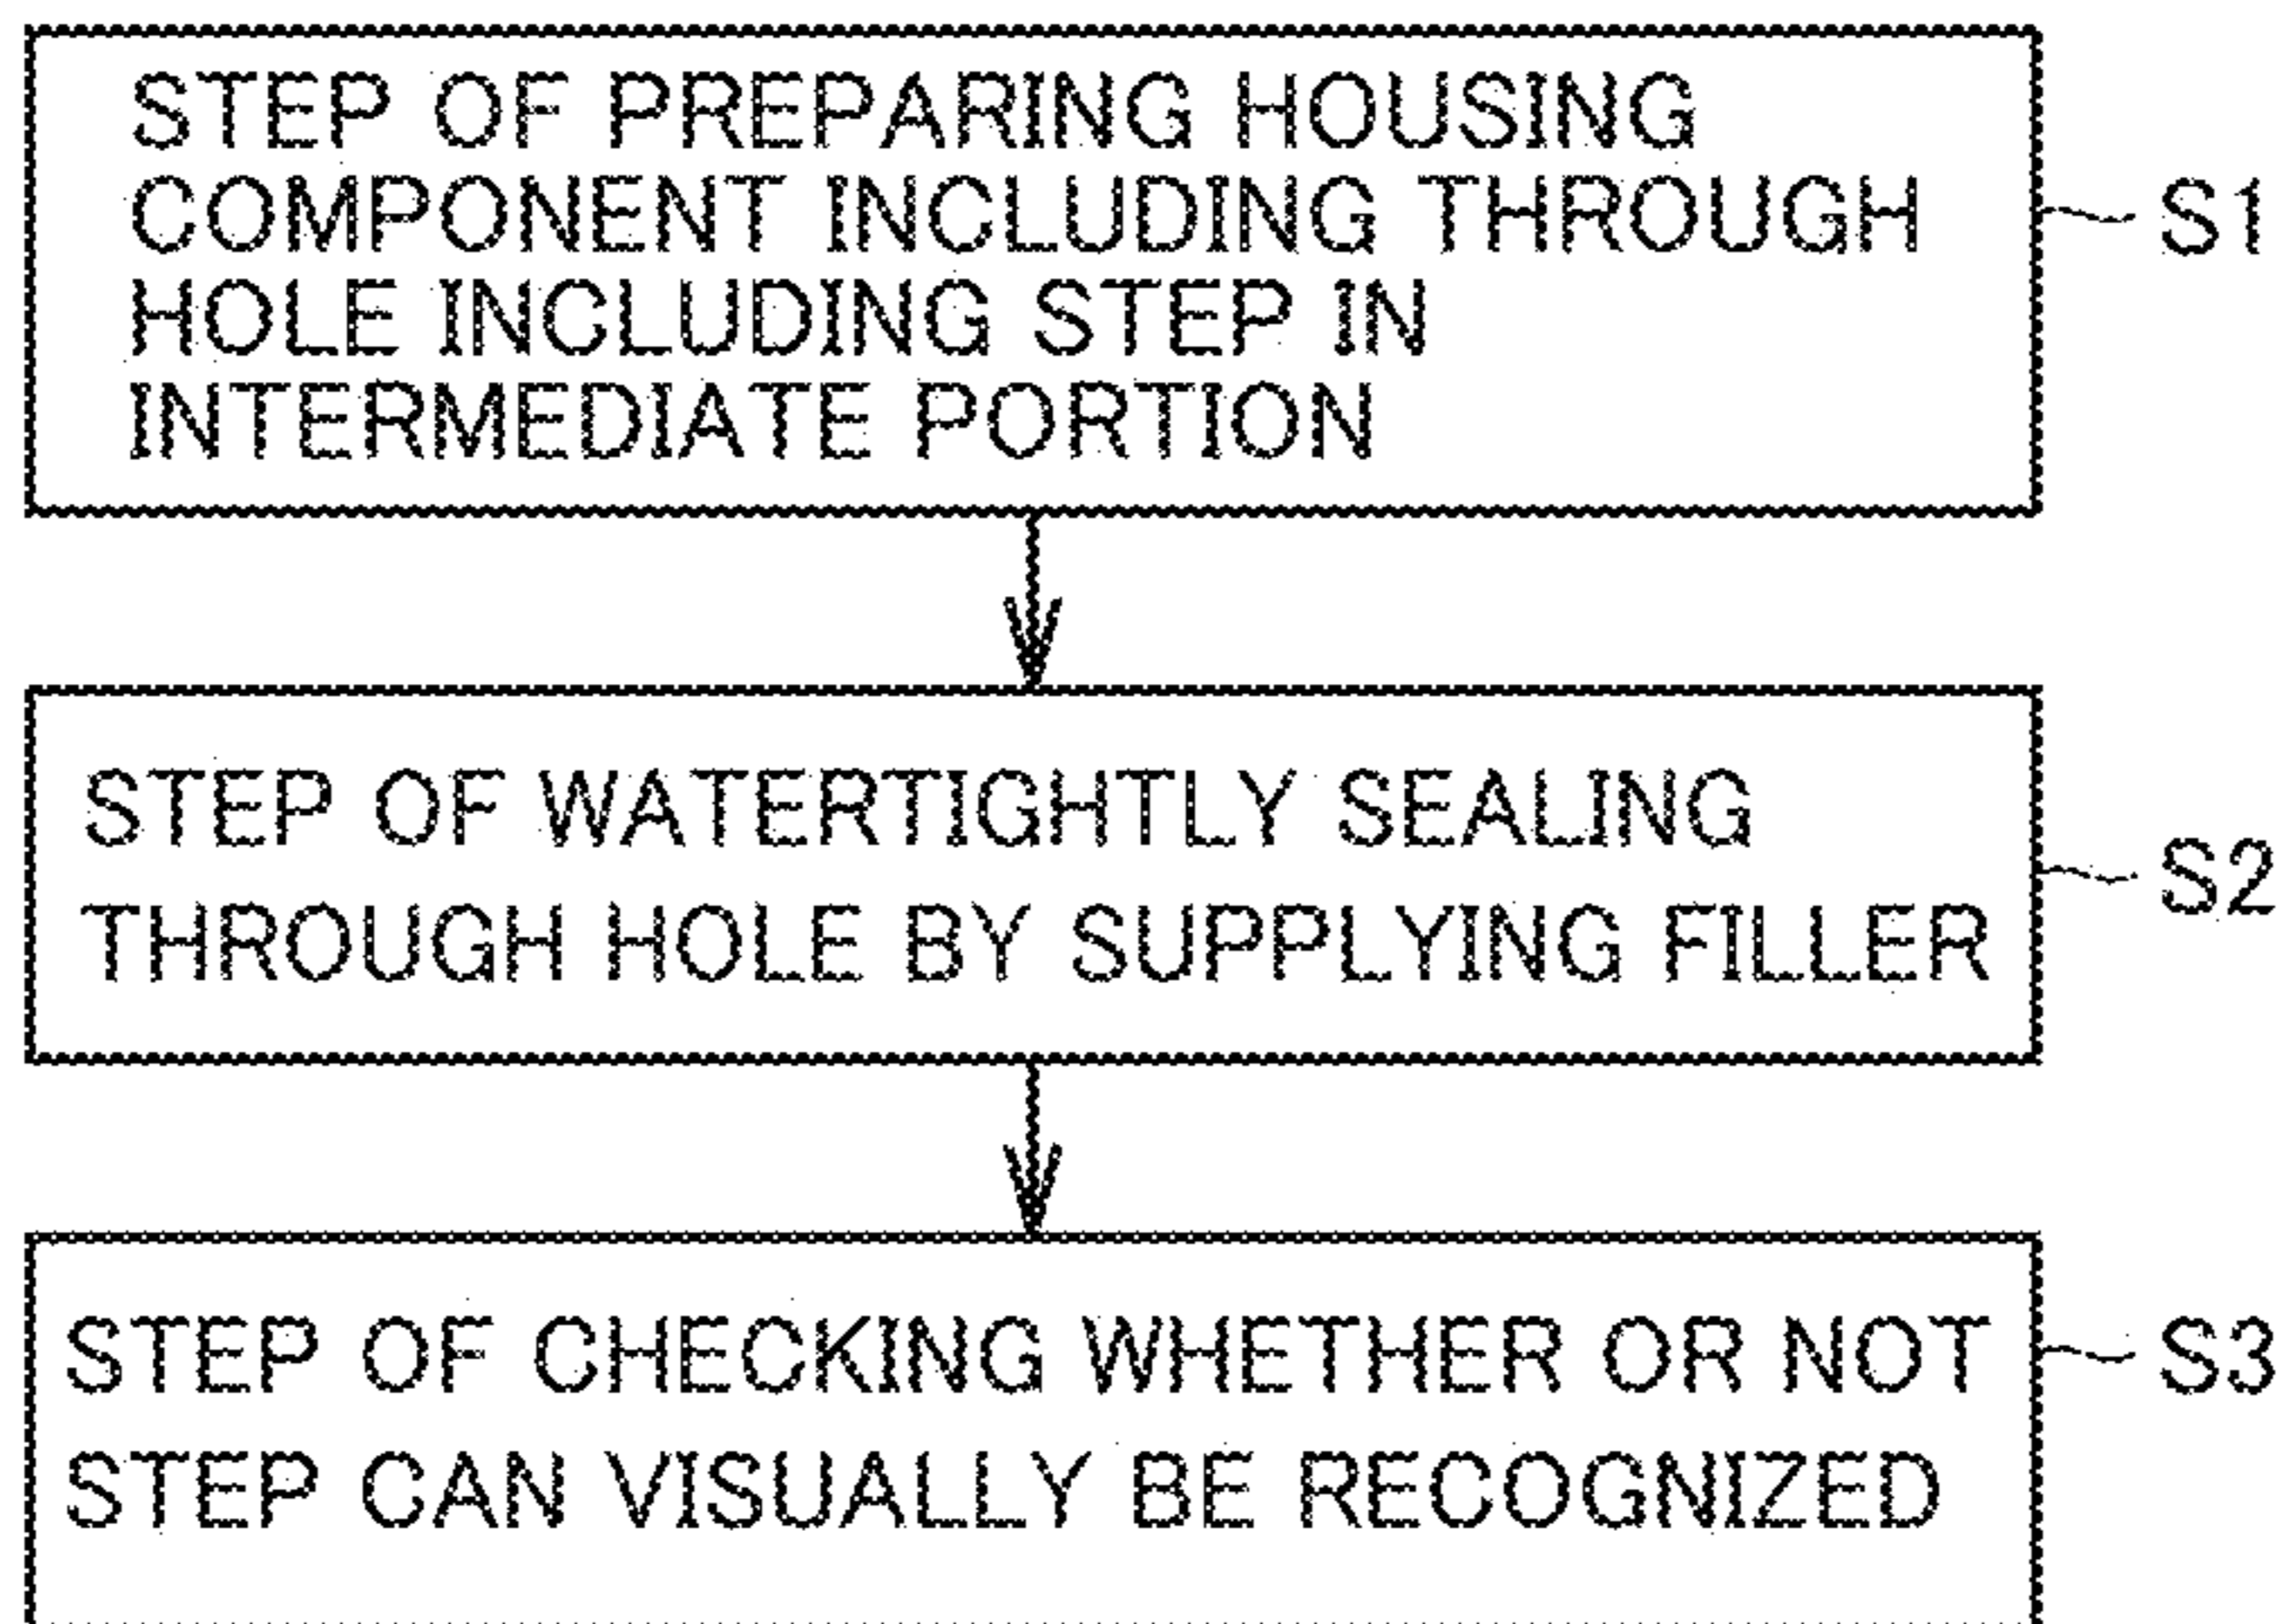 STEP OF PREPARING HOUSING
COMPONENT INCLUDING THROUGH
HOLE INCLUDING STEP IN
INTERMEDIATE PORTION
S1
STEP OF WATERTIGHTLY SEALING
THROUGH HOLE BY SUPPLYING FILLER
S2
STEP OF CHECKING WHETHER OR NOT
STEP CAN VISUALLY BE RECOGNIZED
S3